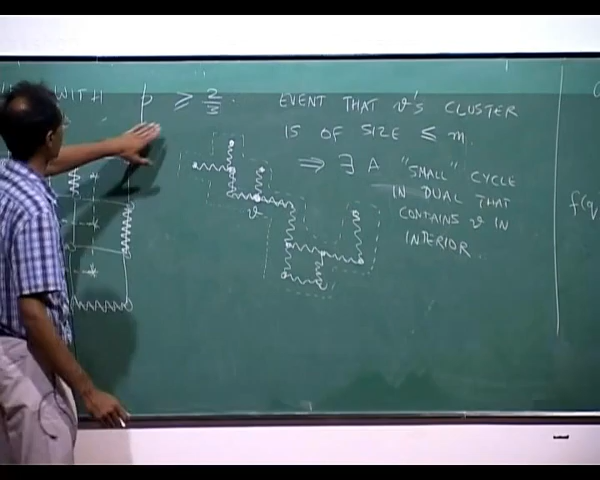 WITH p ≥ 2/3.
EVENT THAT v's CLUSTER
IS OF SIZE ≤ m.
⇒ ∃ A "SMALL" CYCLE
IN DUAL THAT
CONTAINS v IN
INTERIOR.
v
f(q